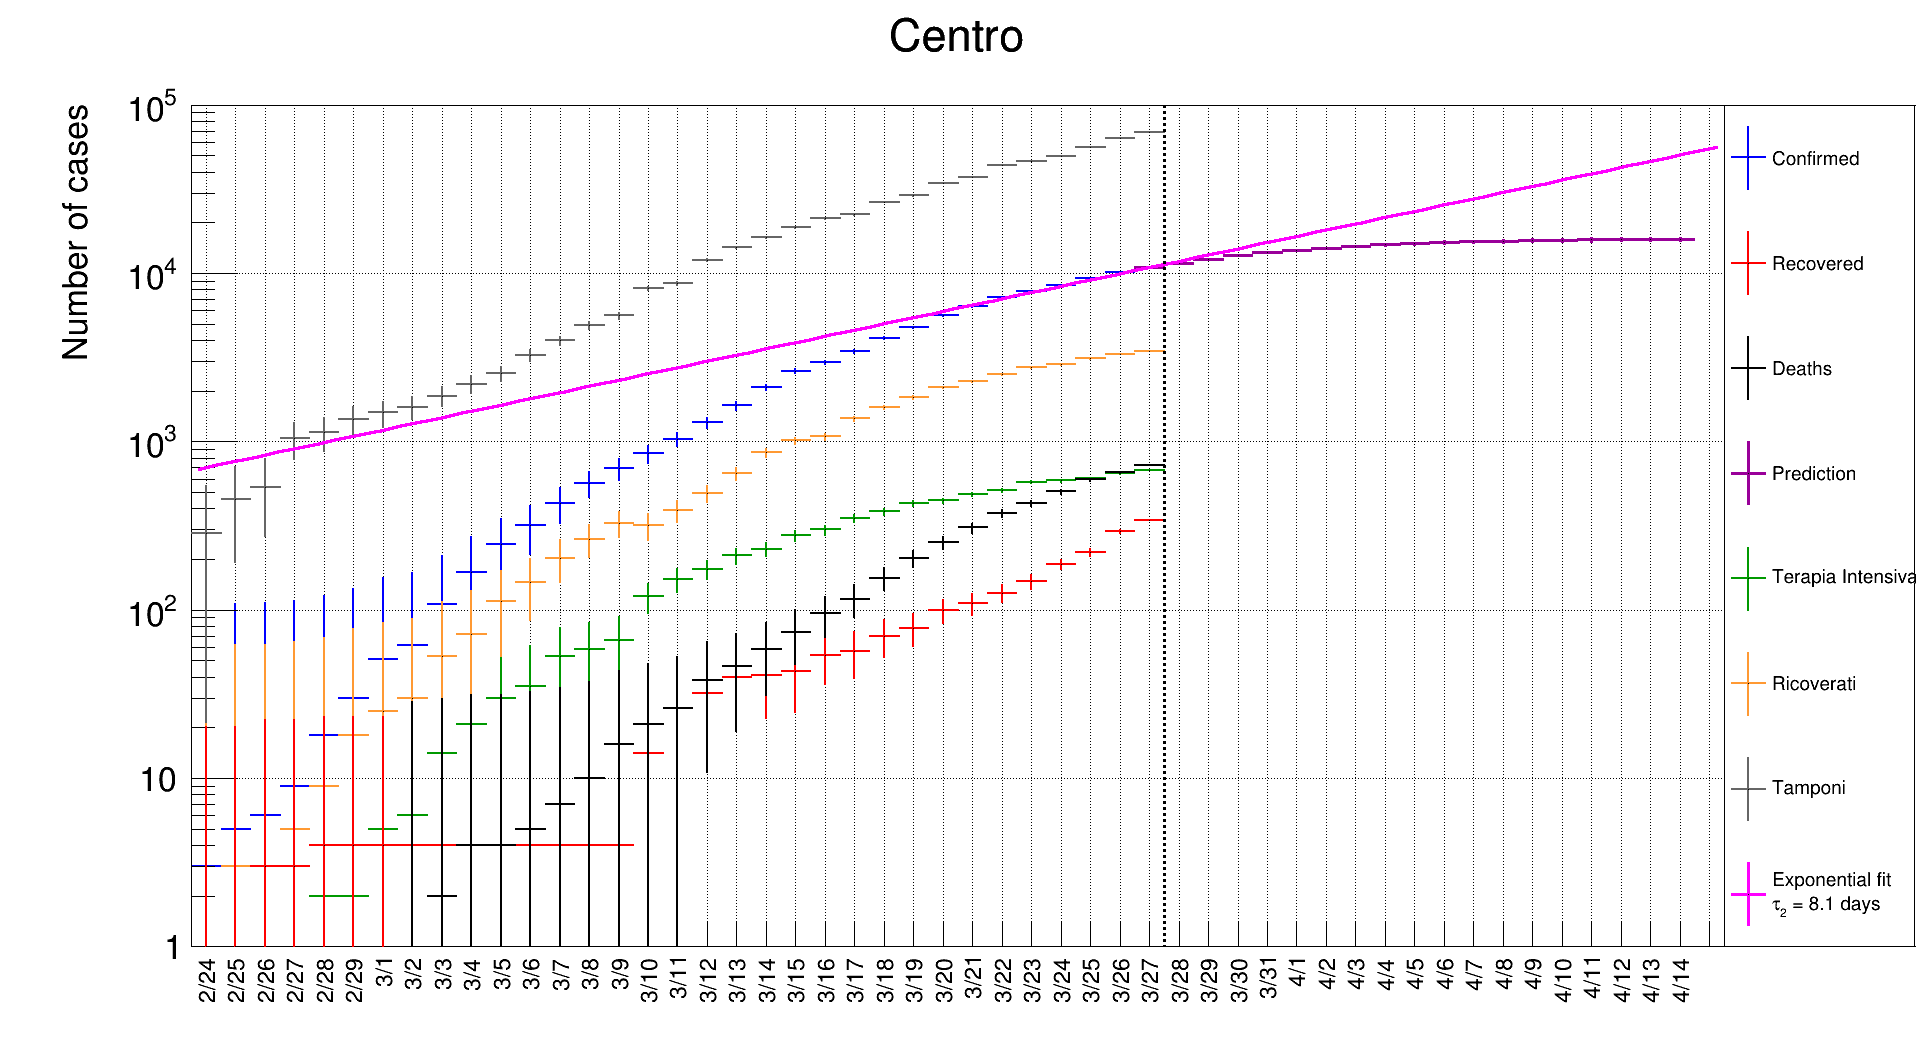 Centro
Number of cases
10^5
10^4
10^3
10^2
10
1
2/24 2/25 2/26 2/27 2/28 2/29 3/1 3/2 3/3 3/4 3/5 3/6 3/7 3/8 3/9 3/10 3/11 3/12 3/13 3/14 3/15 3/16 3/17 3/18 3/19 3/20 3/21 3/22 3/23 3/24 3/25 3/26 3/27 3/28 3/29 3/30 3/31 4/1 4/2 4/3 4/4 4/5 4/6 4/7 4/8 4/9 4/10 4/11 4/12 4/13 4/14
Confirmed
Recovered
Deaths
Prediction
Terapia Intensiva
Ricoverati
Tamponi
Exponential fit
τ₂ = 8.1 days